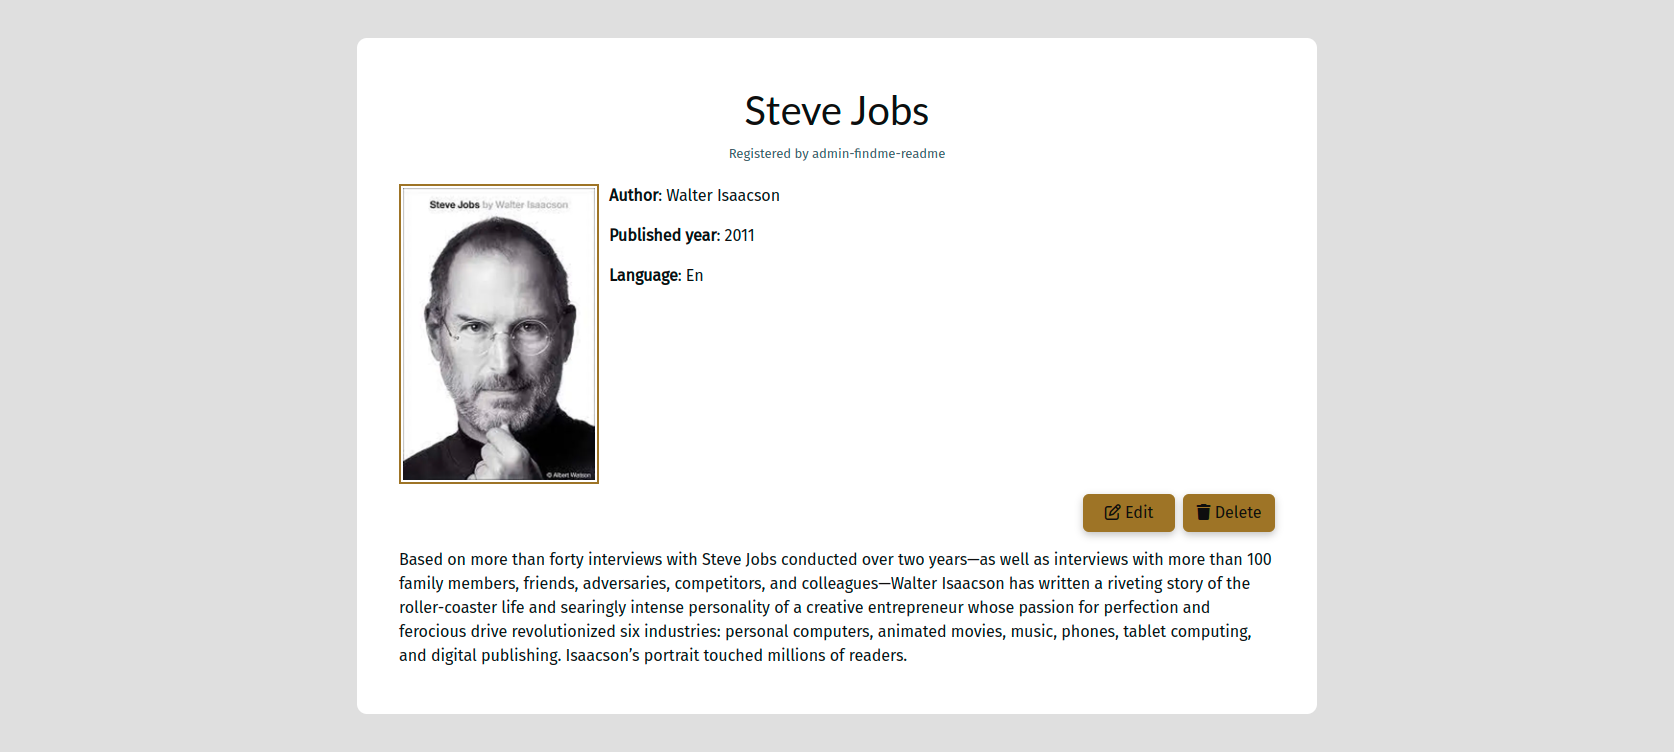 Steve Jobs
Registered by admin-findme-readme
Steve Jobs by Walter Isaacson
© Albert Watson
Author: Walter Isaacson
Published year: 2011
Language: En
Edit
Delete
Based on more than forty interviews with Steve Jobs conducted over two years—as well as interviews with more than 100
family members, friends, adversaries, competitors, and colleagues—Walter Isaacson has written a riveting story of the
roller-coaster life and searingly intense personality of a creative entrepreneur whose passion for perfection and
ferocious drive revolutionized six industries: personal computers, animated movies, music, phones, tablet computing,
and digital publishing. Isaacson’s portrait touched millions of readers.